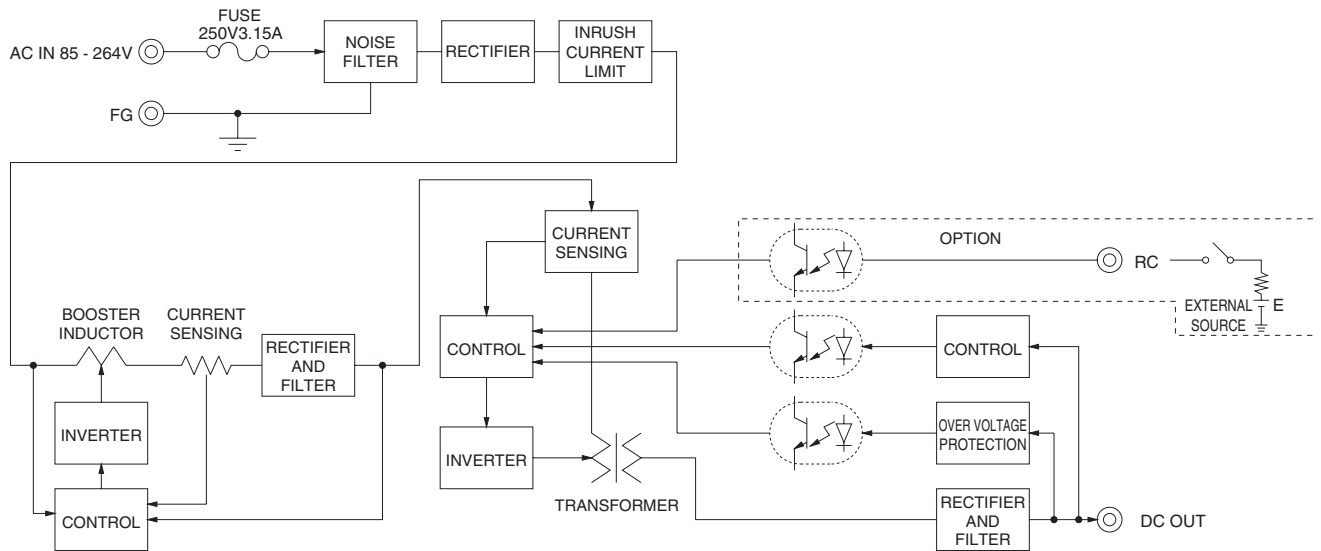 FUSE
250V3.15A
AC IN 85 - 264V
NOISE
FILTER
RECTIFIER
INRUSH
CURRENT
LIMIT
FG
CURRENT
SENSING
OPTION
RC
E
EXTERNAL
SOURCE
BOOSTER
INDUCTOR
CURRENT
SENSING
RECTIFIER
AND
FILTER
CONTROL
CONTROL
INVERTER
INVERTER
OVER VOLTAGE
PROTECTION
TRANSFORMER
CONTROL
RECTIFIER
AND
FILTER
DC OUT